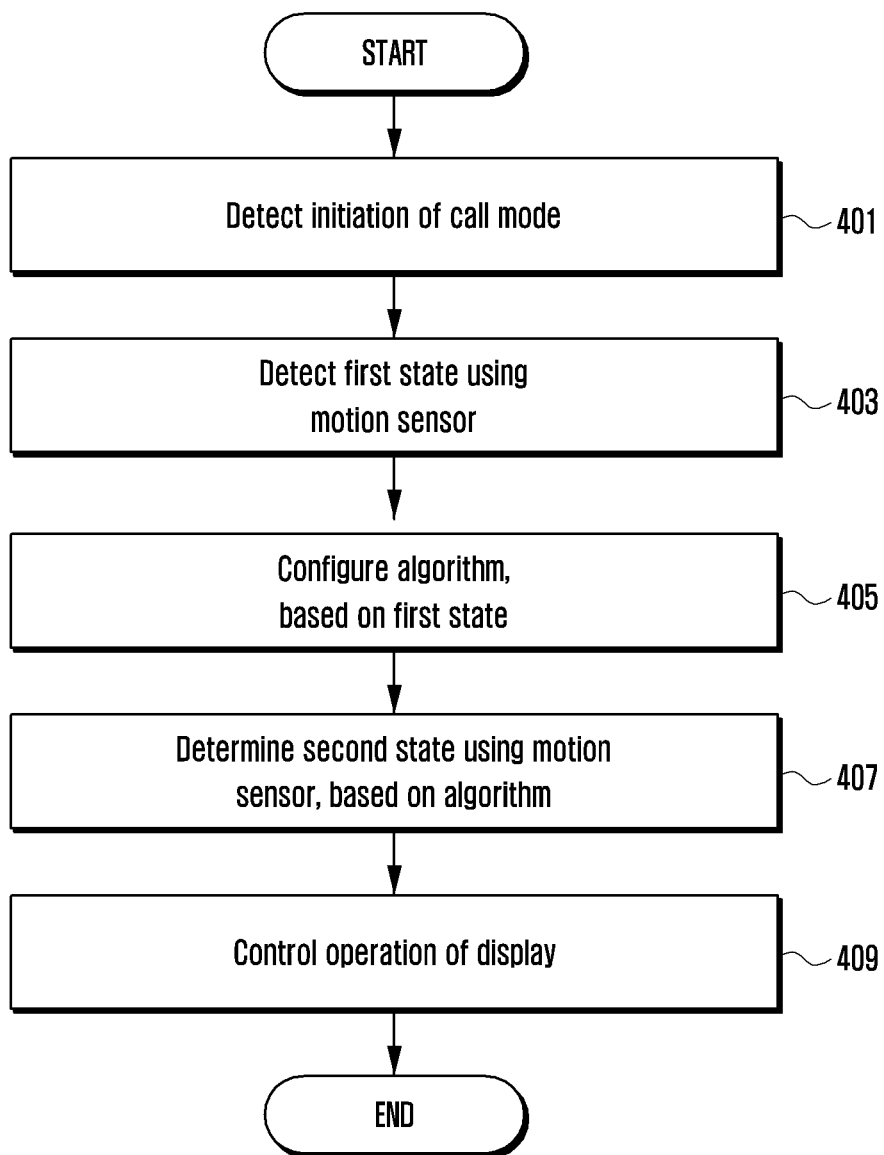 START
Detect initiation of call mode
401
Detect first state using
motion sensor
403
Configure algorithm,
based on first state
405
Determine second state using motion
sensor, based on algorithm
407
Control operation of display
409
END